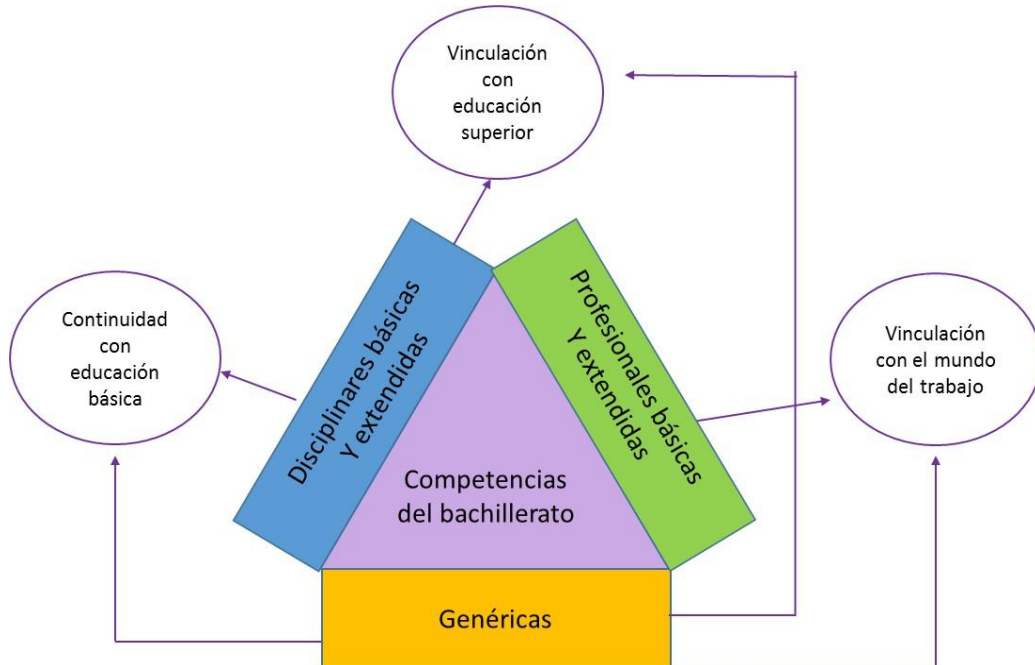 Vinculación
con
educación
superior
Continuidad
con
educación
básica
Disciplinares básicas
Y extendidas
Profesionales básicas
Y extendidas
Vinculación
con el mundo
del trabajo
Competencias
del bachillerato
Genéricas